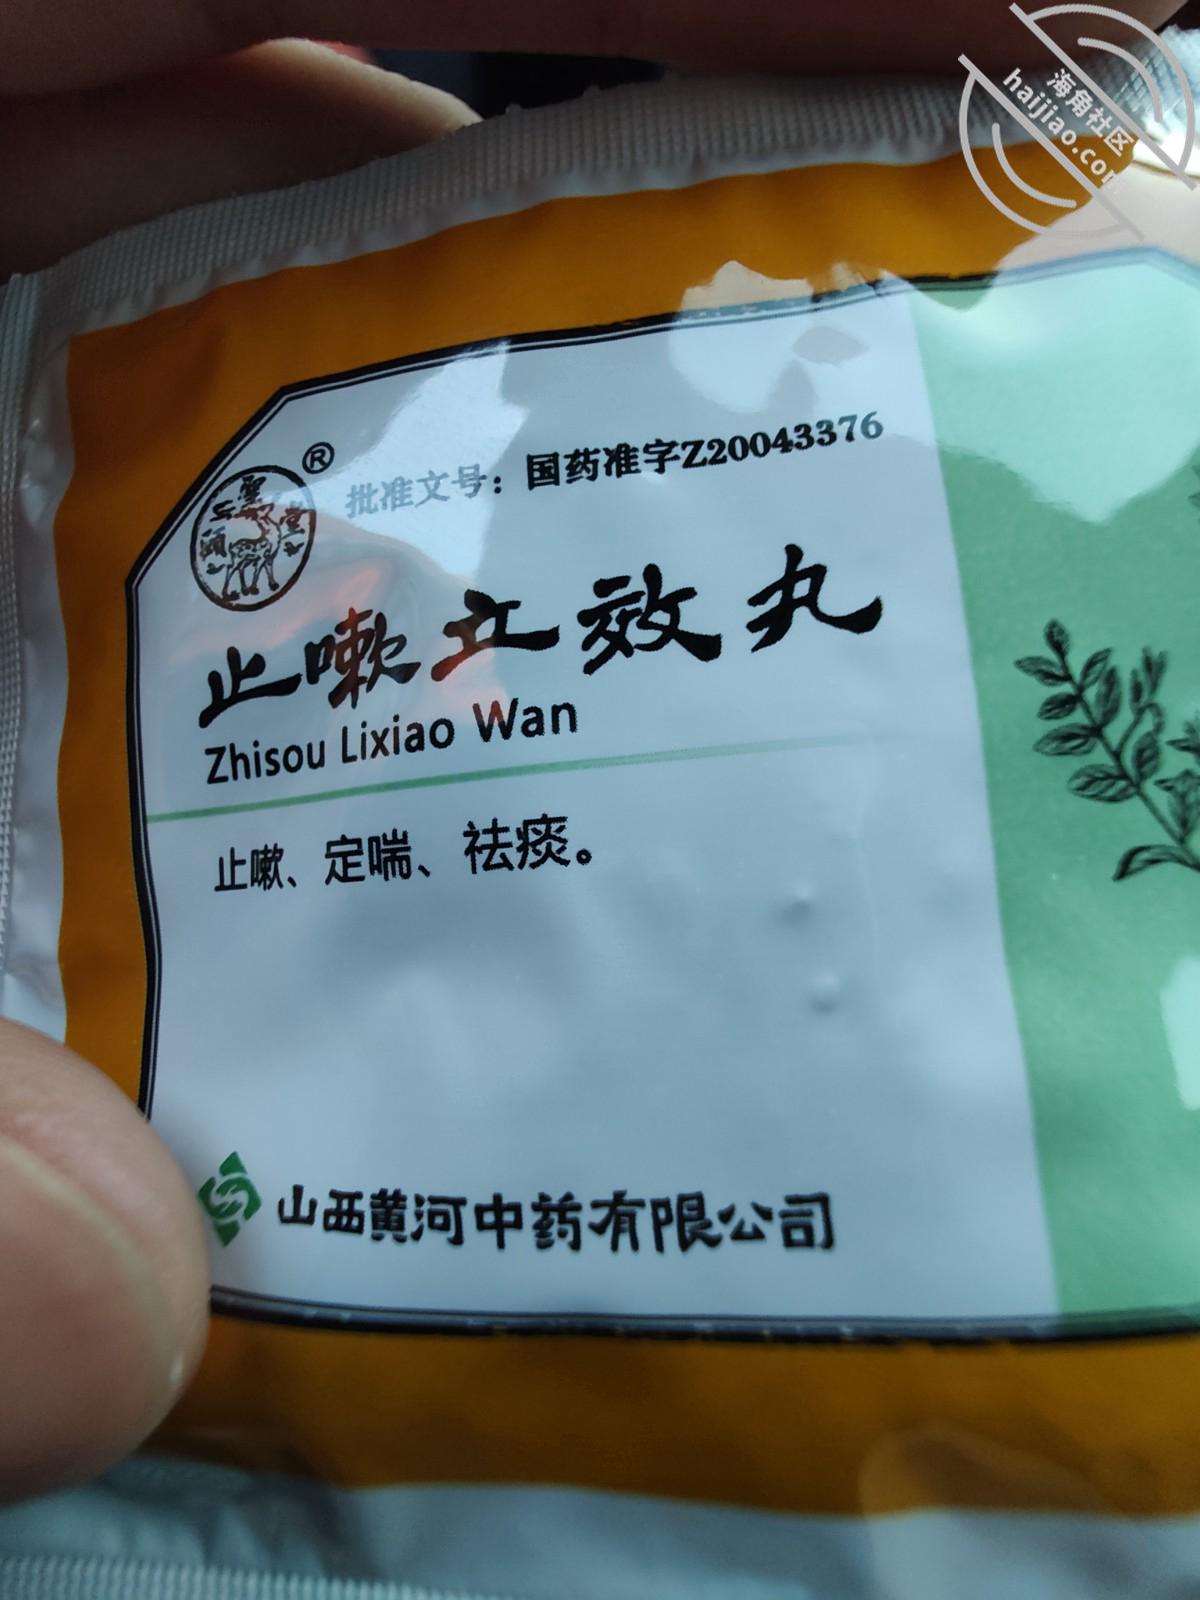 海角社区
haijiao.com
®
批准文号：国药准字Z20043376
止嗽立效丸
Zhisou Lixiao Wan
止嗽、定喘、祛痰。
山西黄河中药有限公司